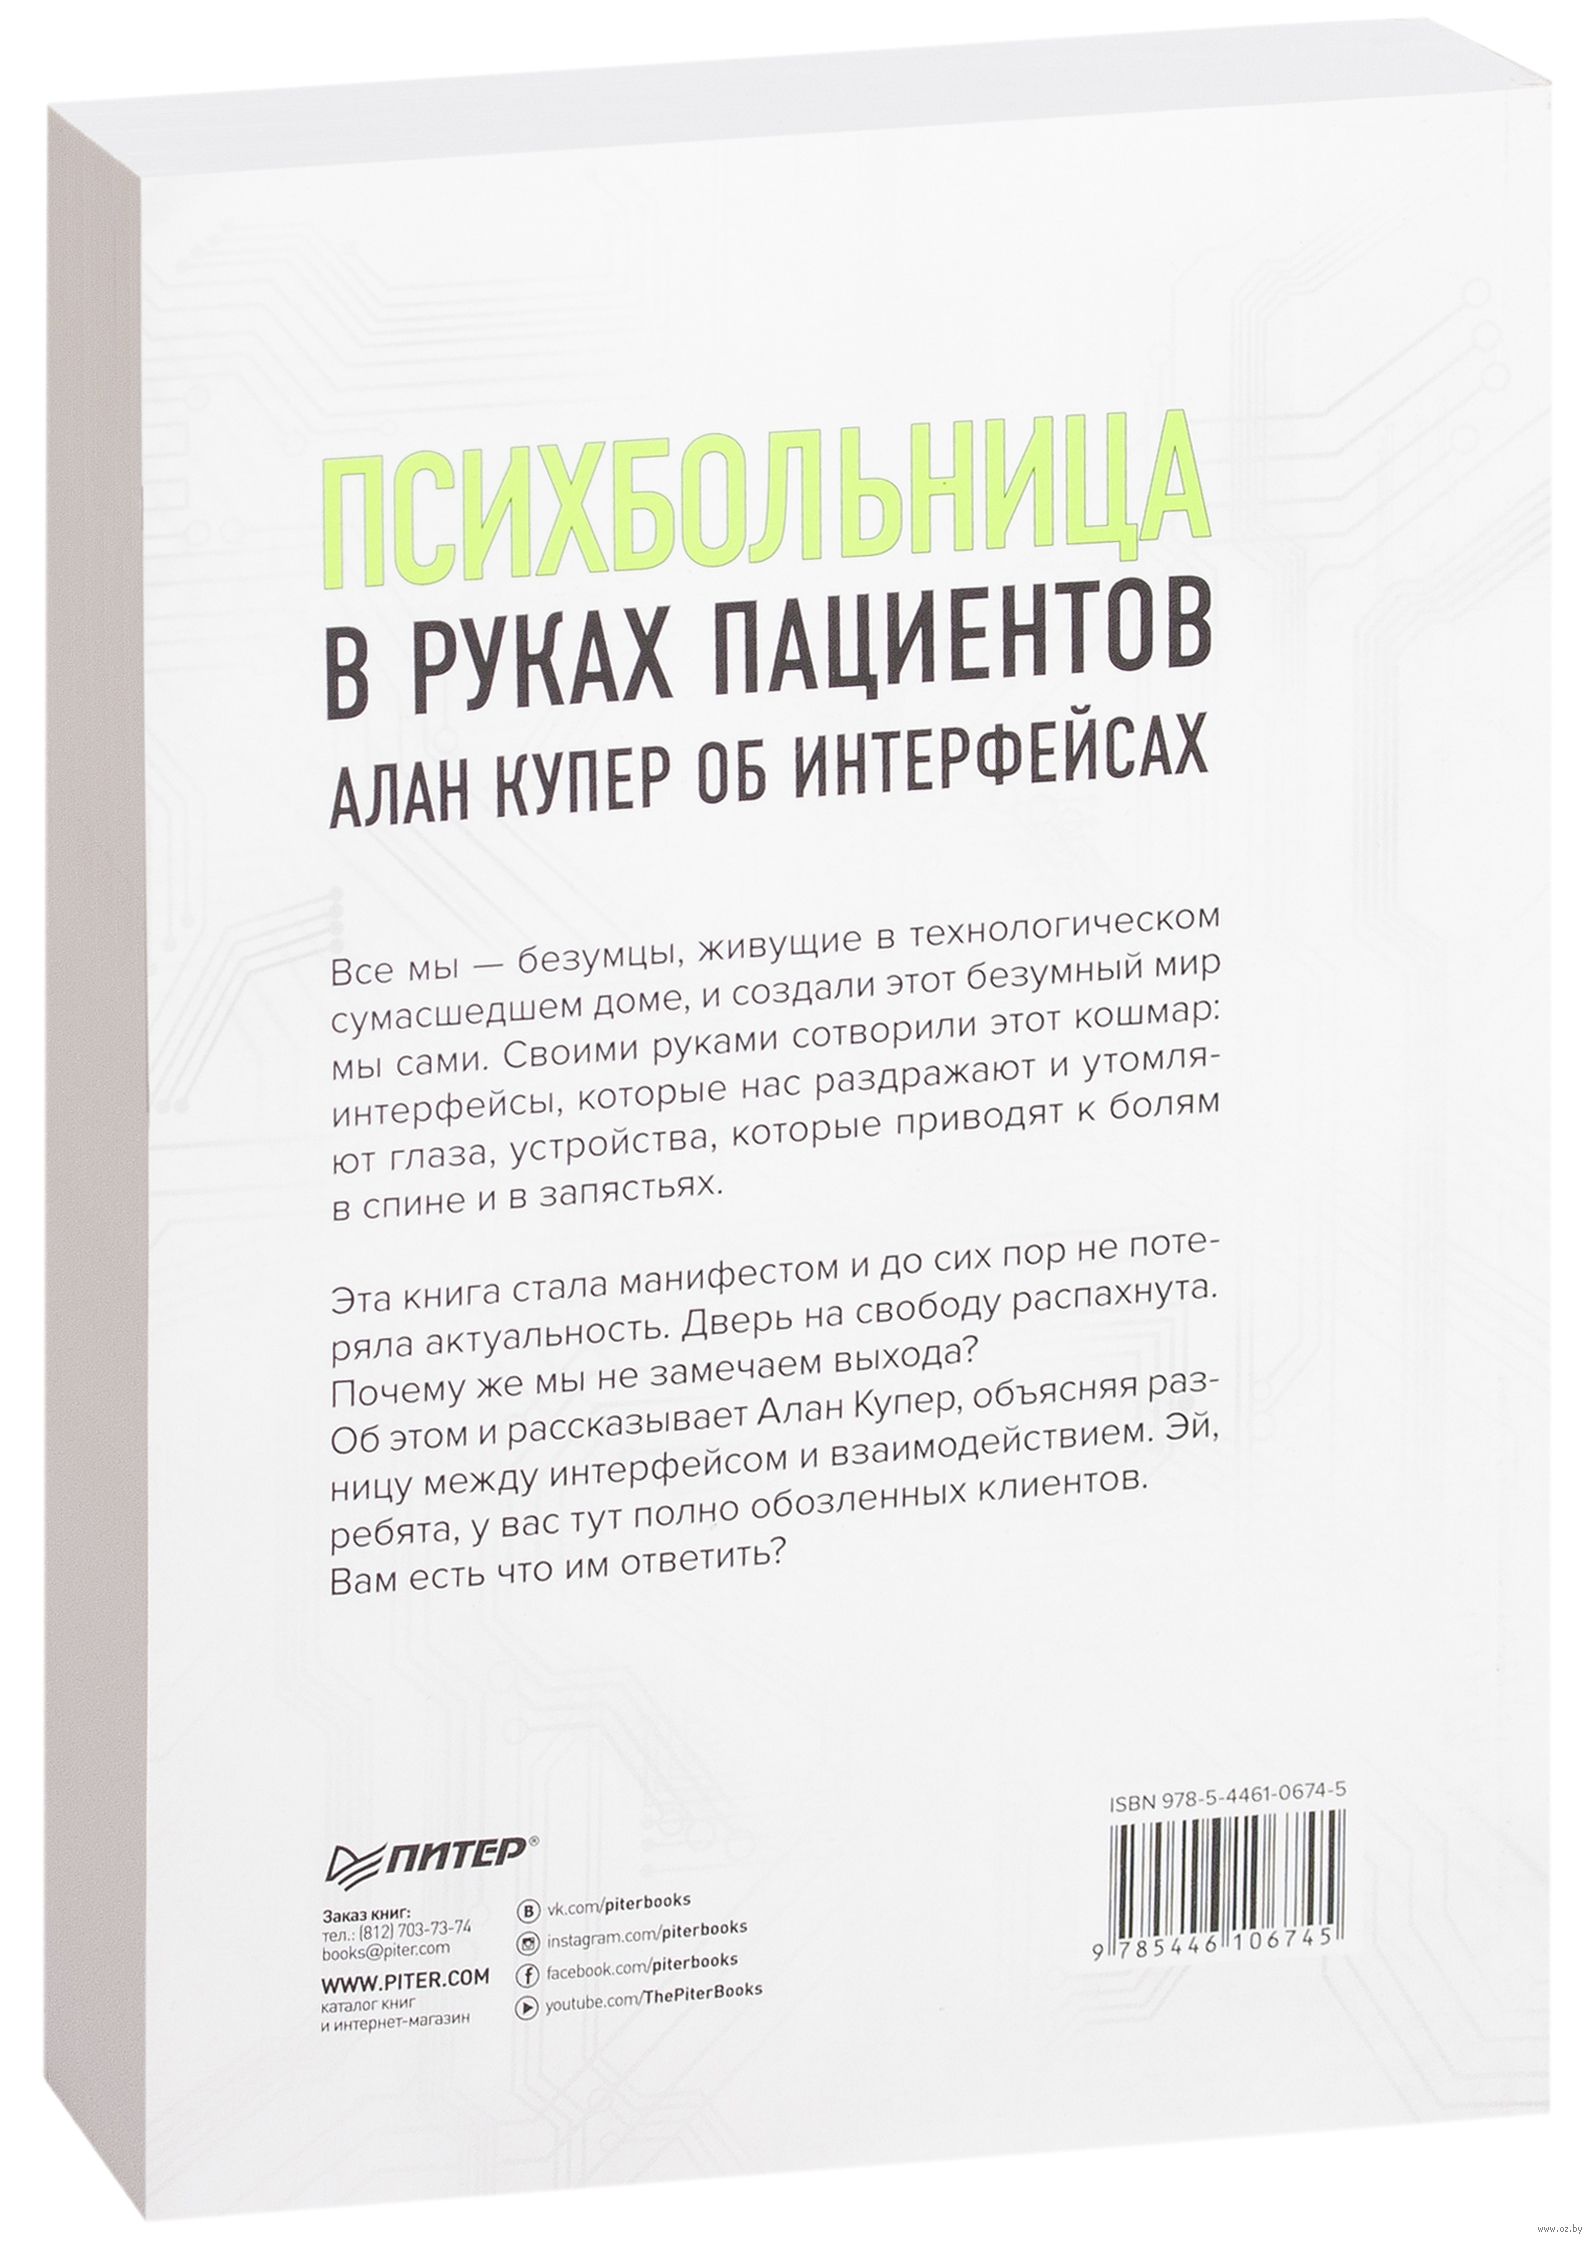 ПСИХБОЛЬНИЦА
В РУКАХ ПАЦИЕНТОВ
АЛАН КУПЕР ОБ ИНТЕРФЕЙСАХ
Все мы — безумцы, живущие в технологическом
сумасшедшем доме, и создали этот безумный мир
мы сами. Своими руками сотворили этот кошмар:
интерфейсы, которые нас раздражают и утомля-
ют глаза, устройства, которые приводят к болям
в спине и в запястьях.
Эта книга стала манифестом и до сих пор не поте-
ряла актуальность. Дверь на свободу распахнута.
Почему же мы не замечаем выхода?
Об этом и рассказывает Алан Купер, объясняя раз-
ницу между интерфейсом и взаимодействием. Эй,
ребята, у вас тут полно обозленных клиентов.
Вам есть что им ответить?
ПИТЕР®
Заказ книг:
тел.: (812) 703-73-74
books@piter.com
WWW.PITER.COM
каталог книг
и интернет-магазин
vk.com/piterbooks
instagram.com/piterbooks
facebook.com/piterbooks
youtube.com/ThePiterBooks
ISBN 978-5-4461-0674-5
9 785446 106745
www.oz.by